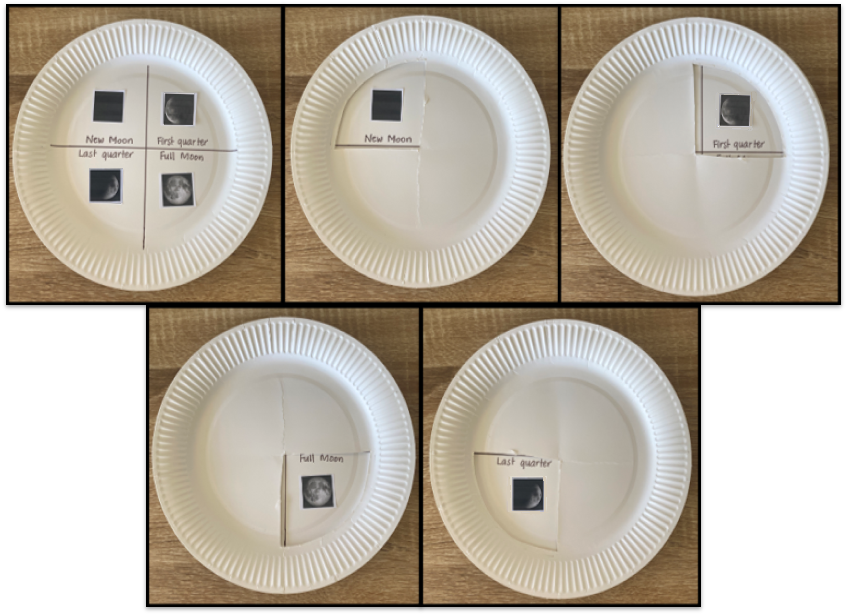 New Moon First quarter
Last quarter Full Moon
New Moon
First quarter
Full Moon
Last quarter